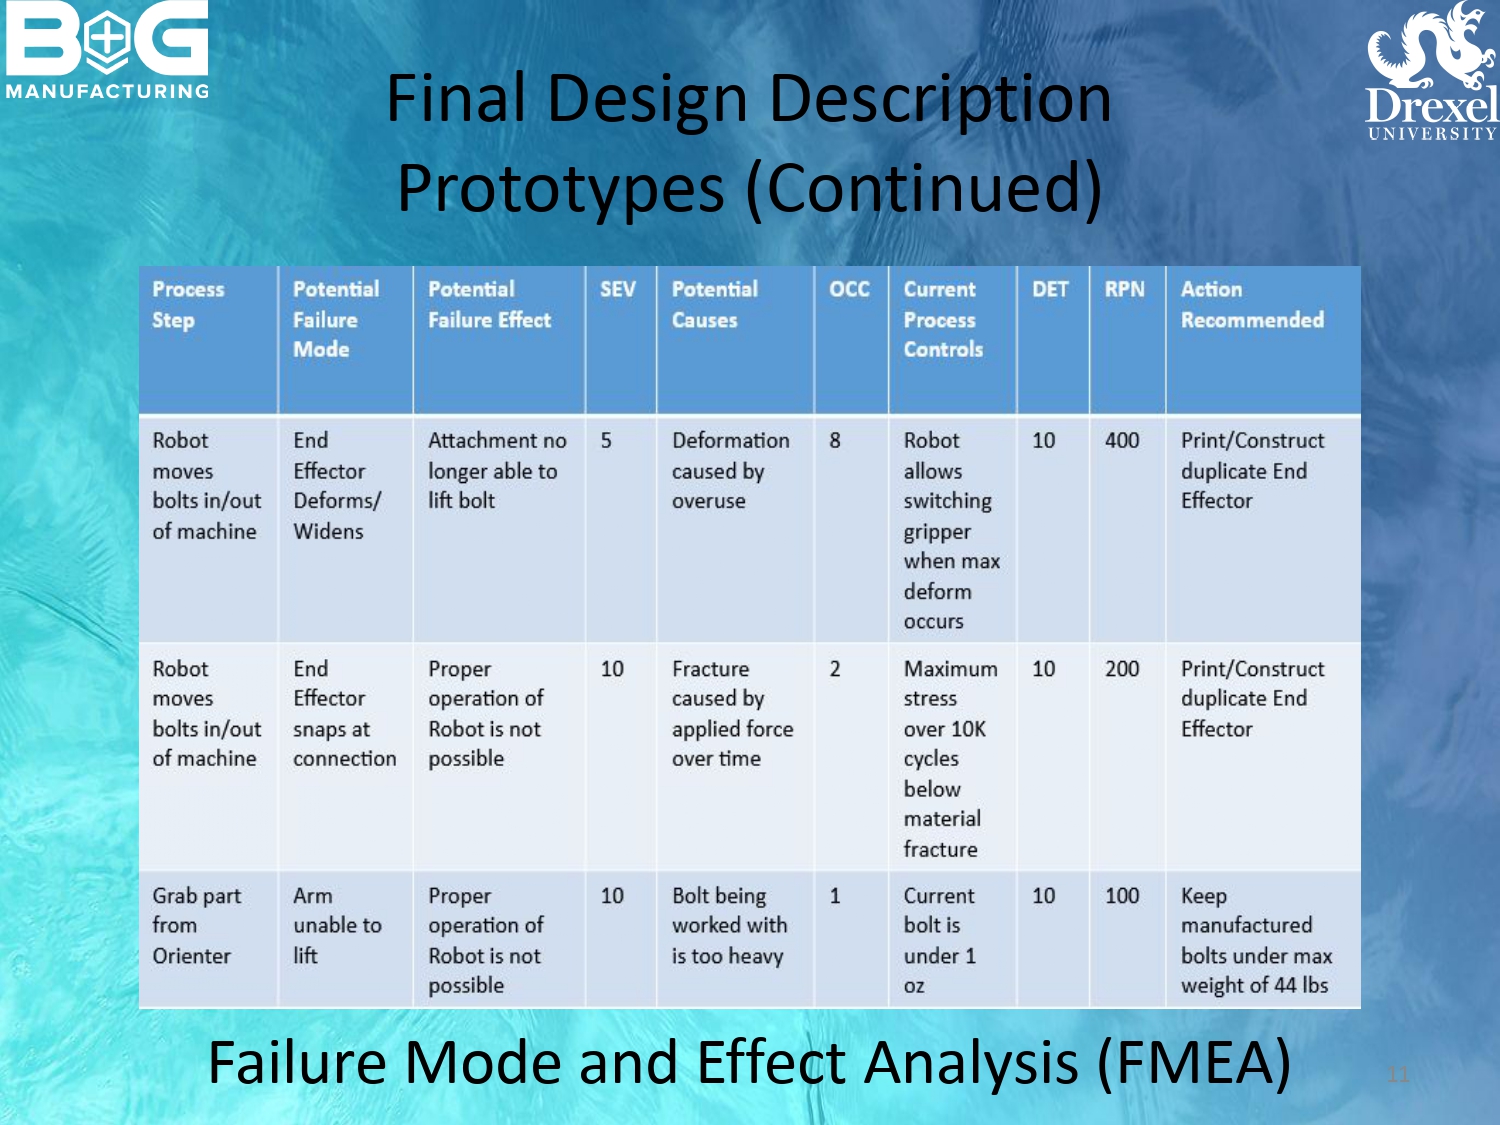 B+G
MANUFACTURING
Drexel
UNIVERSITY
Final Design Description
Prototypes (Continued)
Process
Step
Potential
Failure
Mode
Potential
Failure Effect
SEV
Potential
Causes
OCC
Current
Process
Controls
DET
RPN
Action
Recommended
Robot
moves
bolts in/out
of machine
End
Effector
Deforms/
Widens
Attachment no
longer able to
lift bolt
5
Deformation
caused by
overuse
8
Robot
allows
switching
gripper
when max
deform
occurs
10
400
Print/Construct
duplicate End
Effector
Robot
moves
bolts in/out
of machine
End
Effector
snaps at
connection
Proper
operation of
Robot is not
possible
10
Fracture
caused by
applied force
over time
2
Maximum
stress
over 10K
cycles
below
material
fracture
10
200
Print/Construct
duplicate End
Effector
Grab part
from
Orienter
Arm
unable to
lift
Proper
operation of
Robot is not
possible
10
Bolt being
worked with
is too heavy
1
Current
bolt is
under 1
oz
10
100
Keep
manufactured
bolts under max
weight of 44 lbs
Failure Mode and Effect Analysis (FMEA)
11